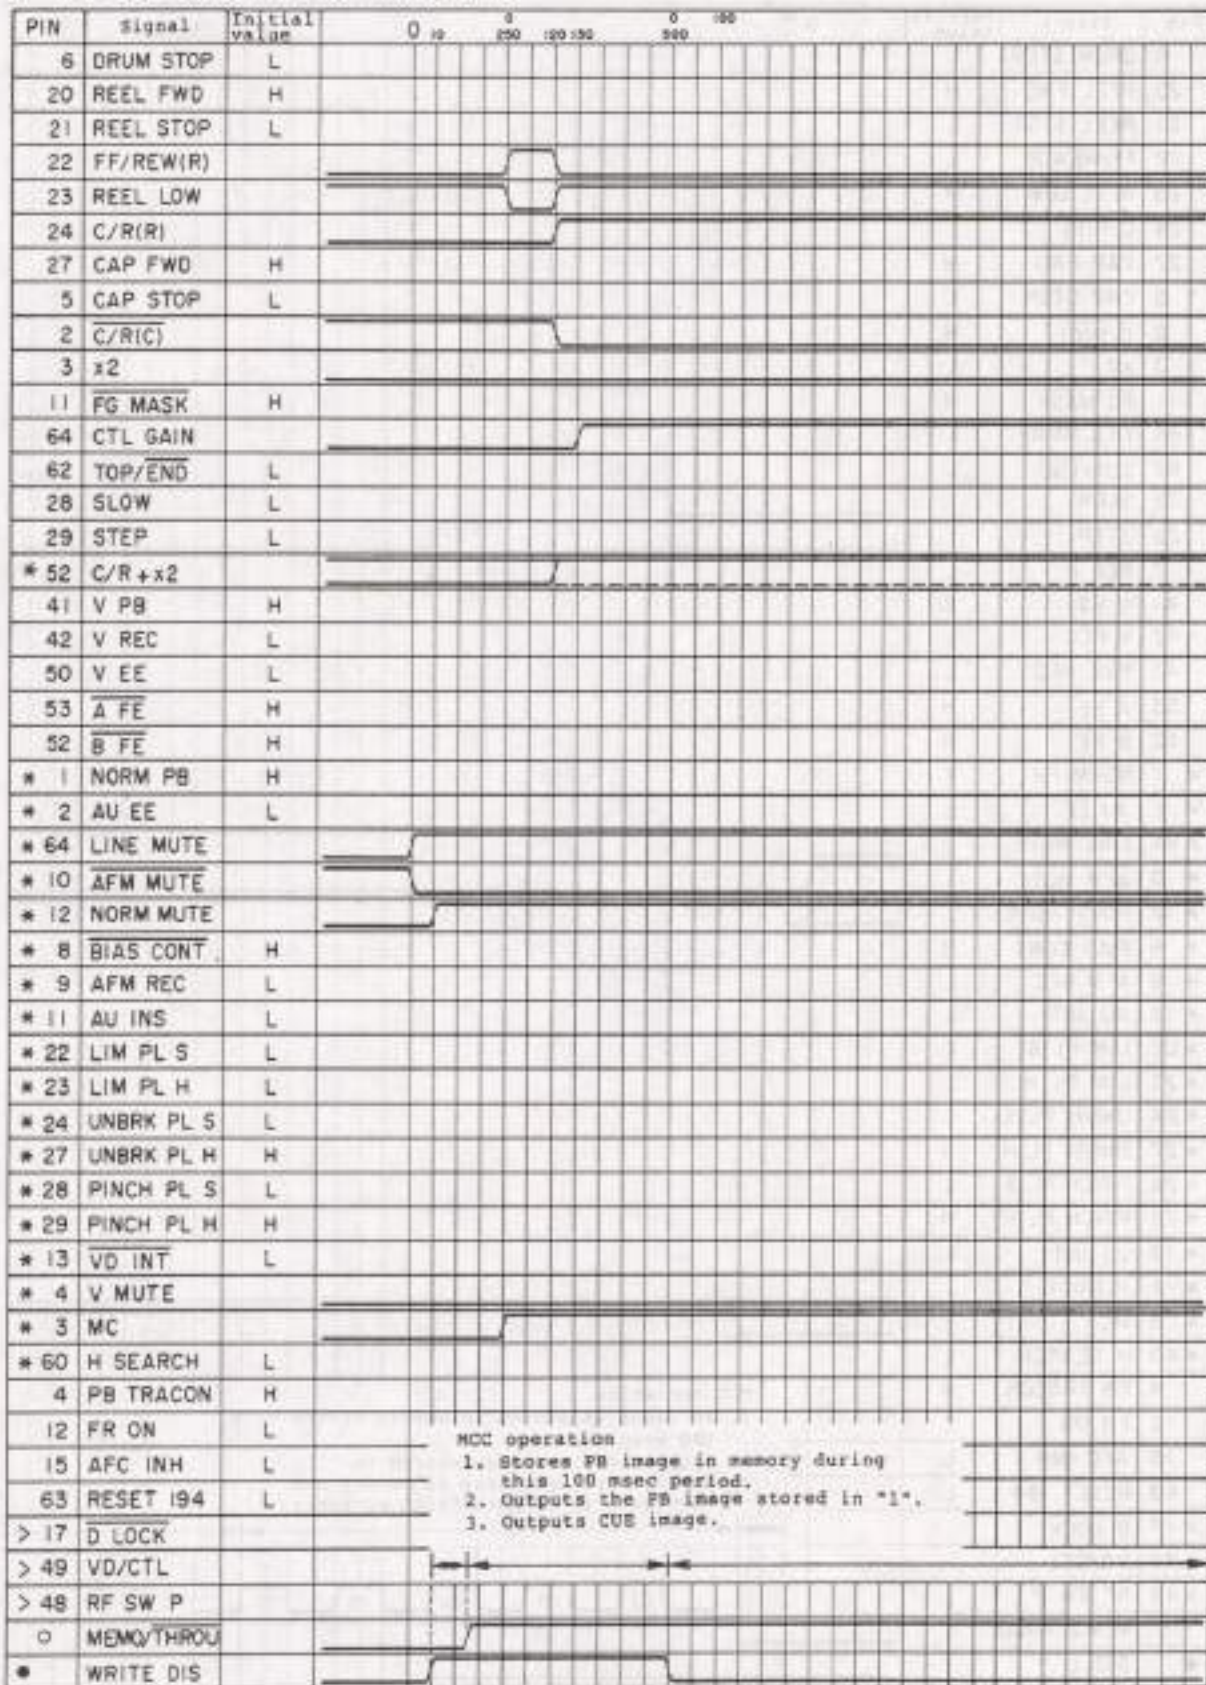 PIN Signal Initial value 0 10 0 250 120 130 0 500 100
6 DRUM STOP L
20 REEL FWD H
21 REEL STOP L
22 FF/REW(R)
23 REEL LOW
24 C/R(R)
27 CAP FWD H
5 CAP STOP L
2 C/R(C)
3 x2
11 FG MASK H
64 CTL GAIN
62 TOP/END L
28 SLOW L
29 STEP L
* 52 C/R+x2
41 V PB H
42 V REC L
50 V EE L
53 A FE H
52 B FE H
* 1 NORM PB H
* 2 AU EE L
* 64 LINE MUTE
* 10 AFM MUTE
* 12 NORM MUTE
* 8 BIAS CONT H
* 9 AFM REC L
* 11 AU INS L
* 22 LIM PL S L
* 23 LIM PL H L
* 24 UNBRK PL S L
* 27 UNBRK PL H H
* 28 PINCH PL S L
* 29 PINCH PL H H
* 13 VD INT L
* 4 V MUTE
* 3 MC
* 60 H SEARCH L
4 PB TRACON H
12 FR ON L
15 AFC INH L
63 RESET 194 L
MCC operation
1. Stores PB image in memory during
this 100 msec period.
2. Outputs the PB image stored in "1".
3. Outputs CUE image.
> 17 D LOCK
> 49 VD/CTL
> 48 RF SW P
○ MEMO/THROU
● WRITE DIS